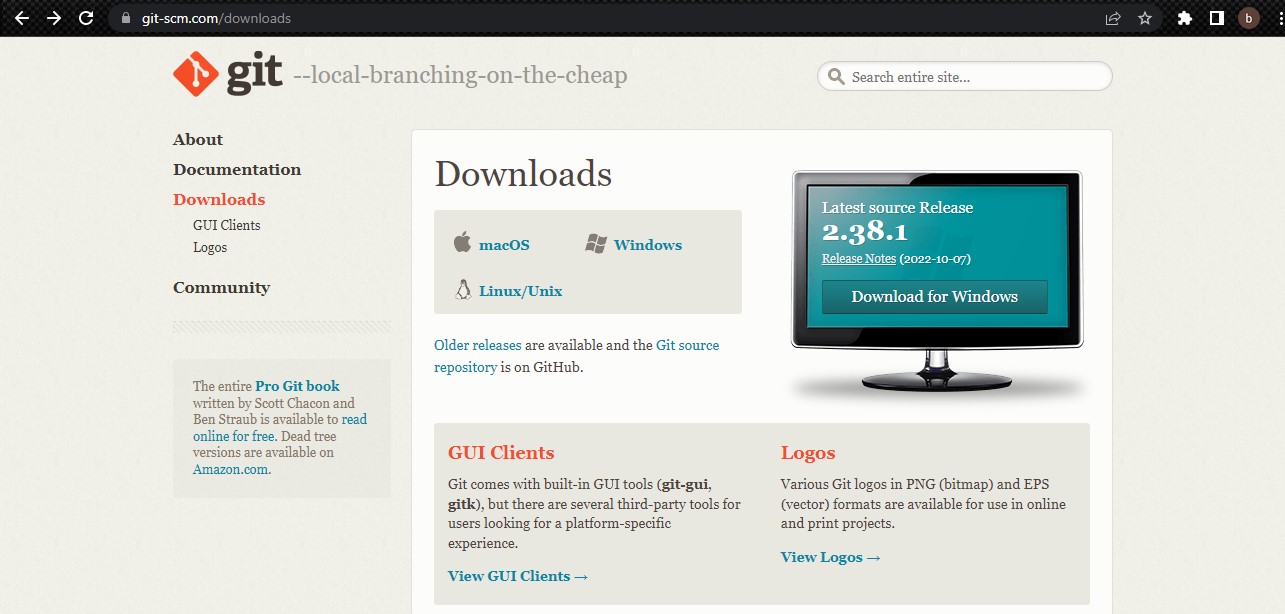 git-scm.com/downloads
b
git --local-branching-on-the-cheap
Search entire site...
About
Documentation
Downloads
GUI Clients
Logos
Community
The entire Pro Git book
written by Scott Chacon and
Ben Straub is available to read
online for free. Dead tree
versions are available on
Amazon.com.
Downloads
macOS
Windows
Linux/Unix
Older releases are available and the Git source
repository is on GitHub.
Latest source Release
2.38.1
Release Notes (2022-10-07)
Download for Windows
GUI Clients
Git comes with built-in GUI tools (git-gui,
gitk), but there are several third-party tools for
users looking for a platform-specific
experience.
View GUI Clients →
Logos
Various Git logos in PNG (bitmap) and EPS
(vector) formats are available for use in online
and print projects.
View Logos →